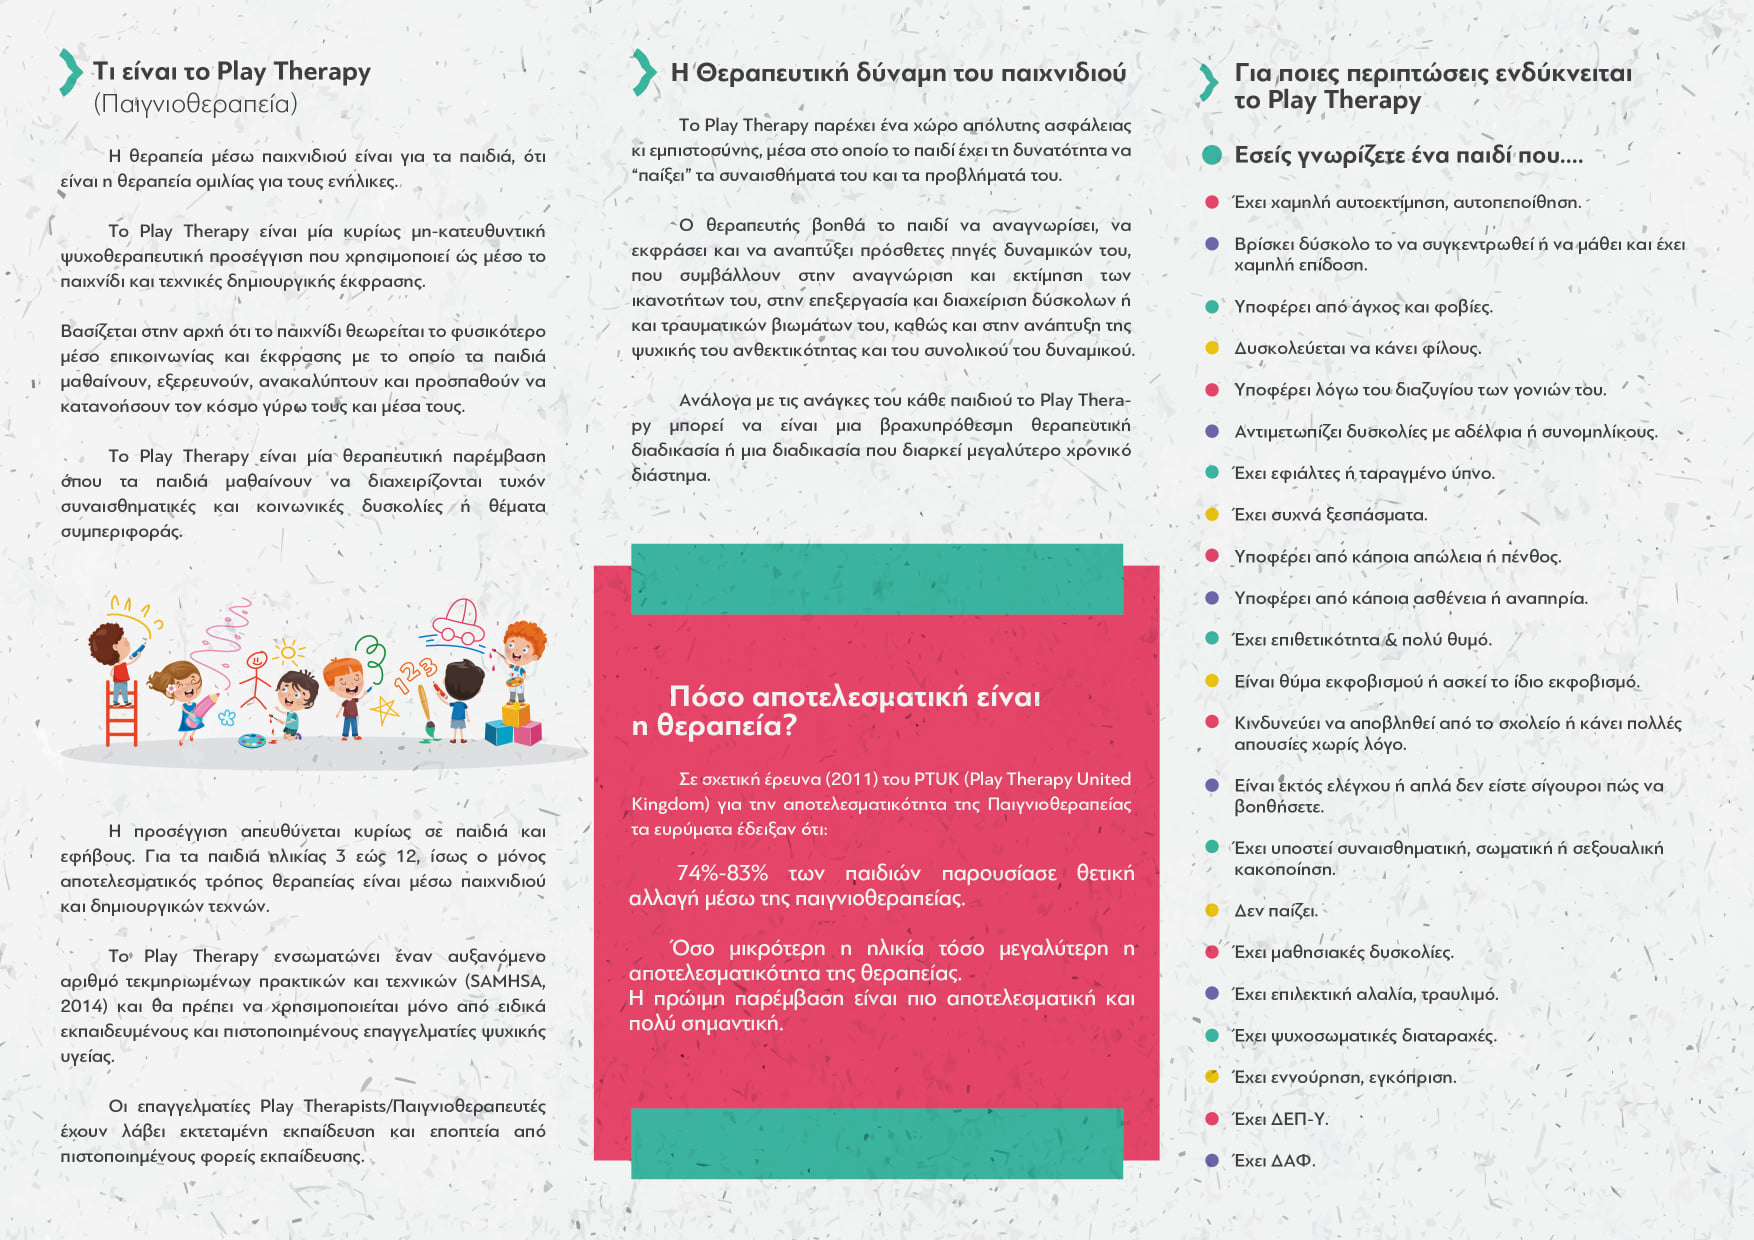 Τι είναι το Play Therapy
(Παιγνιοθεραπεία)
Η θεραπεία μέσω παιχνιδιού είναι για τα παιδιά, ότι
είναι η θεραπεία ομιλίας για τους ενήλικες.
Το Play Therapy είναι μία κυρίως μη-κατευθυντική
ψυχοθεραπευτική προσέγγιση που χρησιμοποιεί ώς μέσο το
παιχνίδι και τεχνικές δημιουργικής έκφρασης.
Βασίζεται στην αρχή ότι το παιχνίδι θεωρείται το φυσικότερο
μέσο επικοινωνίας και έκφρασης με το οποίο τα παιδιά
μαθαίνουν, εξερευνούν, ανακαλύπτουν και προσπαθούν να
κατανοήσουν τον κόσμο γύρω τους και μέσα τους.
Το Play Therapy είναι μία θεραπευτική παρέμβαση
όπου τα παιδιά μαθαίνουν να διαχειρίζονται τυχόν
συναισθηματικές και κοινωνικές δυσκολίες ή θέματα
συμπεριφοράς.
123
Η προσέγγιση απευθύνεται κυρίως σε παιδιά και
εφήβους. Για τα παιδιά ηλικίας 3 εώς 12, ίσως ο μόνος
αποτελεσματικός τρόπος θεραπείας είναι μέσω παιχνιδιού
και δημιουργικών τεχνών.
Το Play Therapy ενσωματώνει έναν αυξανόμενο
αριθμό τεκμηριωμένων πρακτικών και τεχνικών (SAMHSA,
2014) και θα πρέπει να χρησιμοποιείται μόνο από ειδικά
εκπαιδευμένους και πιστοποιημένους επαγγελματίες ψυχικής
υγείας.
Οι επαγγελματίες Play Therapists/Παιγνιοθεραπευτές
έχουν λάβει εκτεταμένη εκπαίδευση και εποπτεία από
πιστοποιημένους φορείς εκπαίδευσης.
Η Θεραπευτική δύναμη του παιχνιδιού
Το Play Therapy παρέχει ένα χώρο απόλυτης ασφάλειας
κι εμπιστοσύνης, μέσα στο οποίο το παιδί έχει τη δυνατότητα να
“παίξει” τα συναισθήματα του και τα προβλήματά του.
Ο θεραπευτής βοηθά το παιδί να αναγνωρίσει, να
εκφράσει και να αναπτύξει πρόσθετες πηγές δυναμικών του,
που συμβάλλουν στην αναγνώριση και εκτίμηση των
ικανοτήτων του, στην επεξεργασία και διαχείριση δύσκολων ή
και τραυματικών βιωμάτων του, καθώς και στην ανάπτυξη της
ψυχικής του ανθεκτικότητας και του συνολικού του δυναμικού.
Ανάλογα με τις ανάγκες του κάθε παιδιού το Play Thera-
py μπορεί να είναι μια βραχυπρόθεσμη θεραπευτική
διαδικασία ή μια διαδικασία που διαρκεί μεγαλύτερο χρονικό
διάστημα.
Πόσο αποτελεσματική είναι
η θεραπεία?
Σε σχετική έρευνα (2011) του PTUK (Play Therapy United
Kingdom) για την αποτελεσματικότητα της Παιγνιοθεραπείας
τα ευρύματα έδειξαν ότι:
74%-83% των παιδιών παρουσίασε θετική
αλλαγή μέσω της παιγνιοθεραπείας.
Όσο μικρότερη η ηλικία τόσο μεγαλύτερη η
αποτελεσματικότητα της θεραπείας.
Η πρώιμη παρέμβαση είναι πιο αποτελεσματική και
πολύ σημαντική.
Για ποιες περιπτώσεις ενδύκνειται
το Play Therapy
Εσείς γνωρίζετε ένα παιδί που....
Έχει χαμηλή αυτοεκτίμηση, αυτοπεποίθηση.
Βρίσκει δύσκολο το να συγκεντρωθεί ή να μάθει και έχει
χαμηλή επίδοση.
Υποφέρει από άγχος και φοβίες.
Δυσκολεύεται να κάνει φίλους.
Υποφέρει λόγω του διαζυγίου των γονιών του.
Αντιμετωπίζει δυσκολίες με αδέλφια ή συνομηλίκους.
Έχει εφιάλτες ή ταραγμένο ύπνο.
Έχει συχνά ξεσπάσματα.
Υποφέρει από κάποια απώλεια ή πένθος.
Υποφέρει από κάποια ασθένεια ή αναπηρία.
Έχει επιθετικότητα & πολύ θυμό.
Είναι θύμα εκφοβισμού ή ασκεί το ίδιο εκφοβισμό.
Κινδυνεύει να αποβληθεί από το σχολείο ή κάνει πολλές
απουσίες χωρίς λόγο.
Είναι εκτός ελέγχου ή απλά δεν είστε σίγουροι πώς να
βοηθήσετε.
Έχει υποστεί συναισθηματική, σωματική ή σεξουαλική
κακοποίηση.
Δεν παίζει.
Έχει μαθησιακές δυσκολίες.
Έχει επιλεκτική αλαλία, τραυλιμό.
Έχει ψυχοσωματικές διαταραχές.
Έχει εννούρηση, εγκόπριση.
Έχει ΔΕΠ-Υ.
Έχει ΔΑΦ.